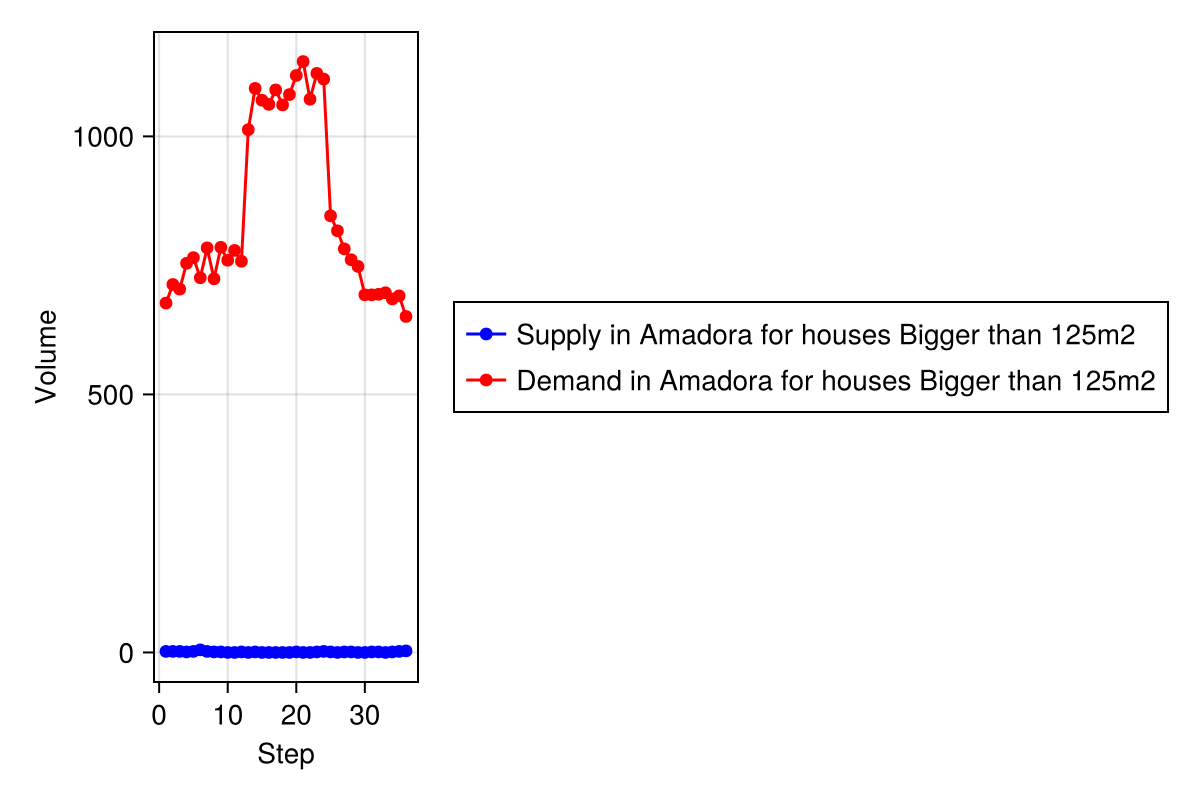 Volume
1000
500
0
0 10 20 30
Step
Supply in Amadora for houses Bigger than 125m2
Demand in Amadora for houses Bigger than 125m2